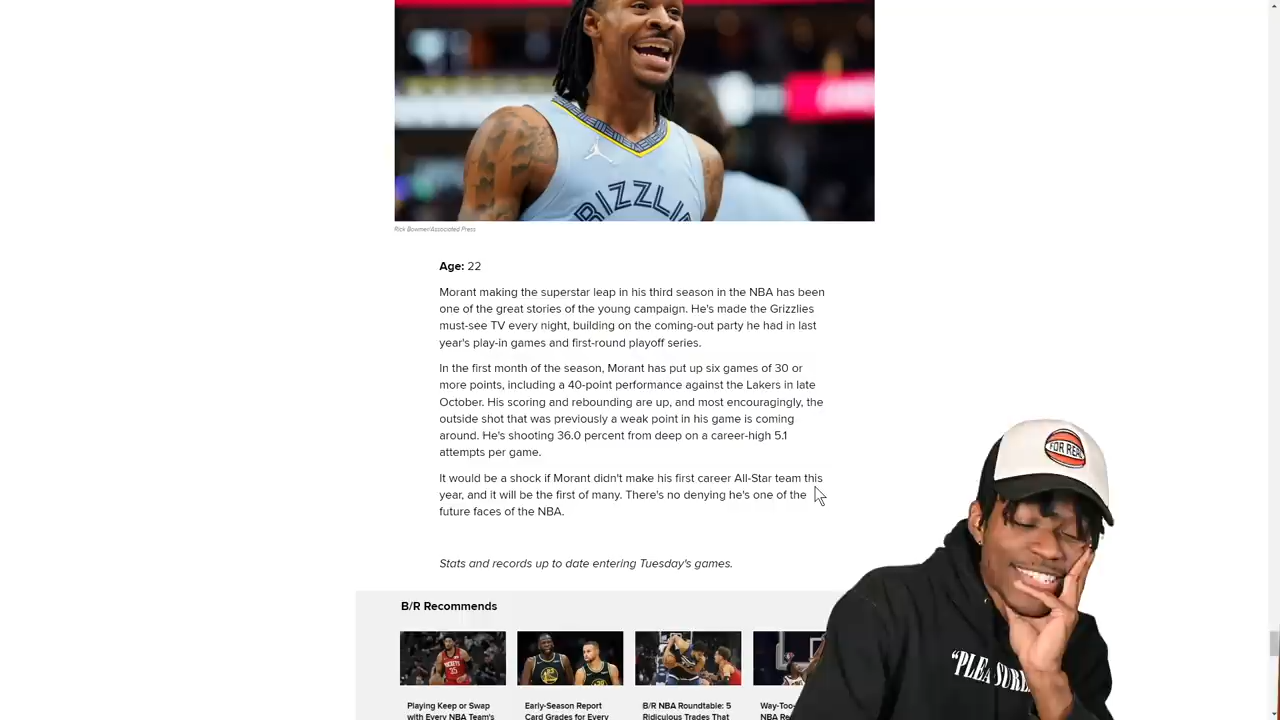 RIZZLI
Rick Bowmer/Associated Press
Age: 22
Morant making the superstar leap in his third season in the NBA has been
one of the great stories of the young campaign. He's made the Grizzlies
must-see TV every night, building on the coming-out party he had in last
year's play-in games and first-round playoff series.
In the first month of the season, Morant has put up six games of 30 or
more points, including a 40-point performance against the Lakers in late
October. His scoring and rebounding are up, and most encouragingly, the
outside shot that was previously a weak point in his game is coming
around. He's shooting 36.0 percent from deep on a career-high 5.1
attempts per game.
It would be a shock if Morant didn't make his first career All-Star team this
year, and it will be the first of many. There's no denying he's one of the
future faces of the NBA.
Stats and records up to date entering Tuesday's games.
B/R Recommends
Playing Keep or Swap
with Every NBA Team's
Early-Season Report
Card Grades for Every
B/R NBA Roundtable: 5
Ridiculous Trades That
Way-Too-
NBA Re
FOR REAL
"PLEASURE